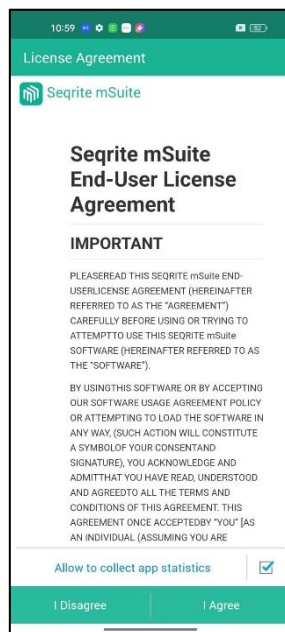 10:59
License Agreement
Seqrite mSuite
Seqrite mSuite
End-User License
Agreement
IMPORTANT
PLEASEREAD THIS SEQRITE mSuite END-
USERLICENSE AGREEMENT (HEREINAFTER
REFERRED TO AS THE "AGREEMENT")
CAREFULLY BEFORE USING OR TRYING TO
ATTEMPTTO USE THIS SEQRITE mSuite
SOFTWARE (HEREINAFTER REFERRED TO AS
THE "SOFTWARE").
BY USINGTHIS SOFTWARE OR BY ACCEPTING
OUR SOFTWARE USAGE AGREEMENT POLICY
OR ATTEMPTING TO LOAD THE SOFTWARE IN
ANY WAY, (SUCH ACTION WILL CONSTITUTE
A SYMBOLOF YOUR CONSENTAND
SIGNATURE), YOU ACKNOWLEDGE AND
ADMITTHAT YOU HAVE READ, UNDERSTOOD
AND AGREEDTO ALL THE TERMS AND
CONDITIONS OF THIS AGREEMENT. THIS
AGREEMENT ONCE ACCEPTEDBY "YOU" [AS
AN INDIVIDUAL (ASSUMING YOU ARE
Allow to collect app statistics
I Disagree I Agree